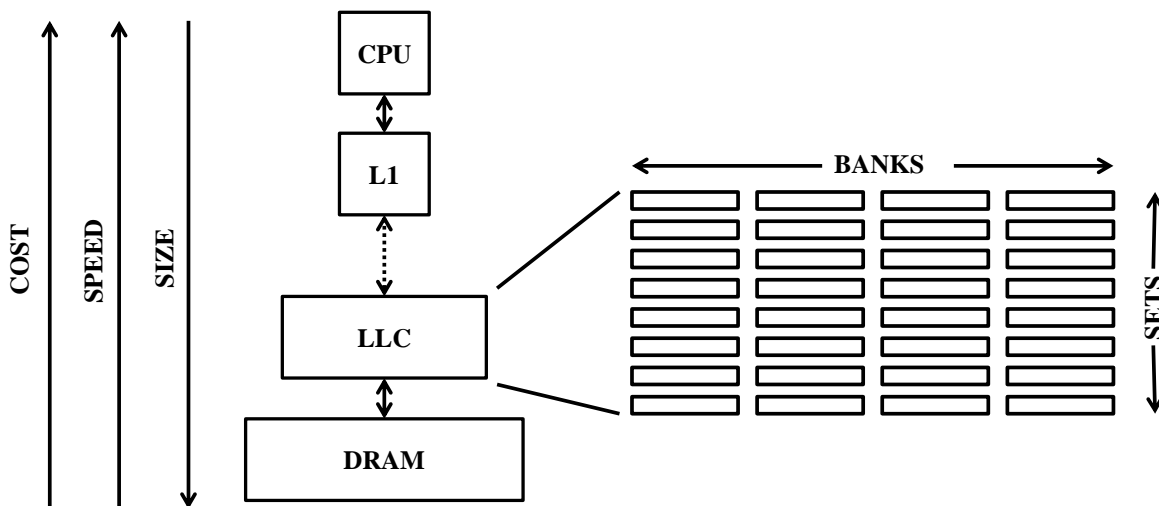 CPU
L1
LLC
DRAM
COST
SPEED
SIZE
BANKS
SETS